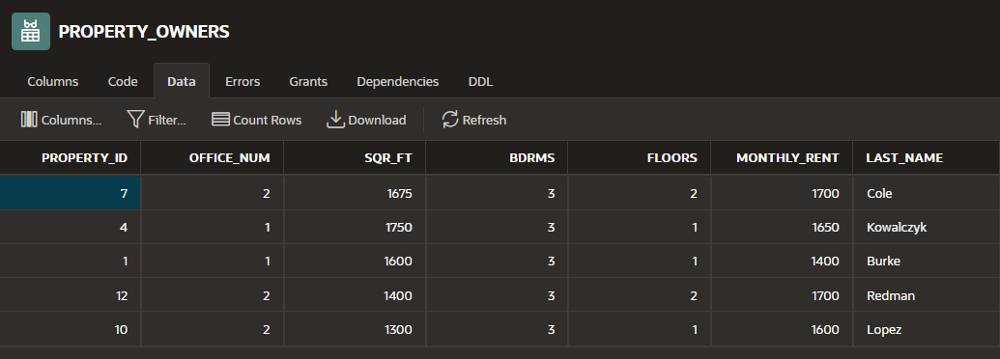 PROPERTY_OWNERS
Columns Code Data Errors Grants Dependencies DDL
Columns... Filter... Count Rows Download Refresh
PROPERTY_ID OFFICE_NUM SQR_FT BDRMS FLOORS MONTHLY_RENT LAST_NAME
7 2 1675 3 2 1700 Cole
4 1 1750 3 1 1650 Kowalczyk
1 1 1600 3 1 1400 Burke
12 2 1400 3 2 1700 Redman
10 2 1300 3 1 1600 Lopez